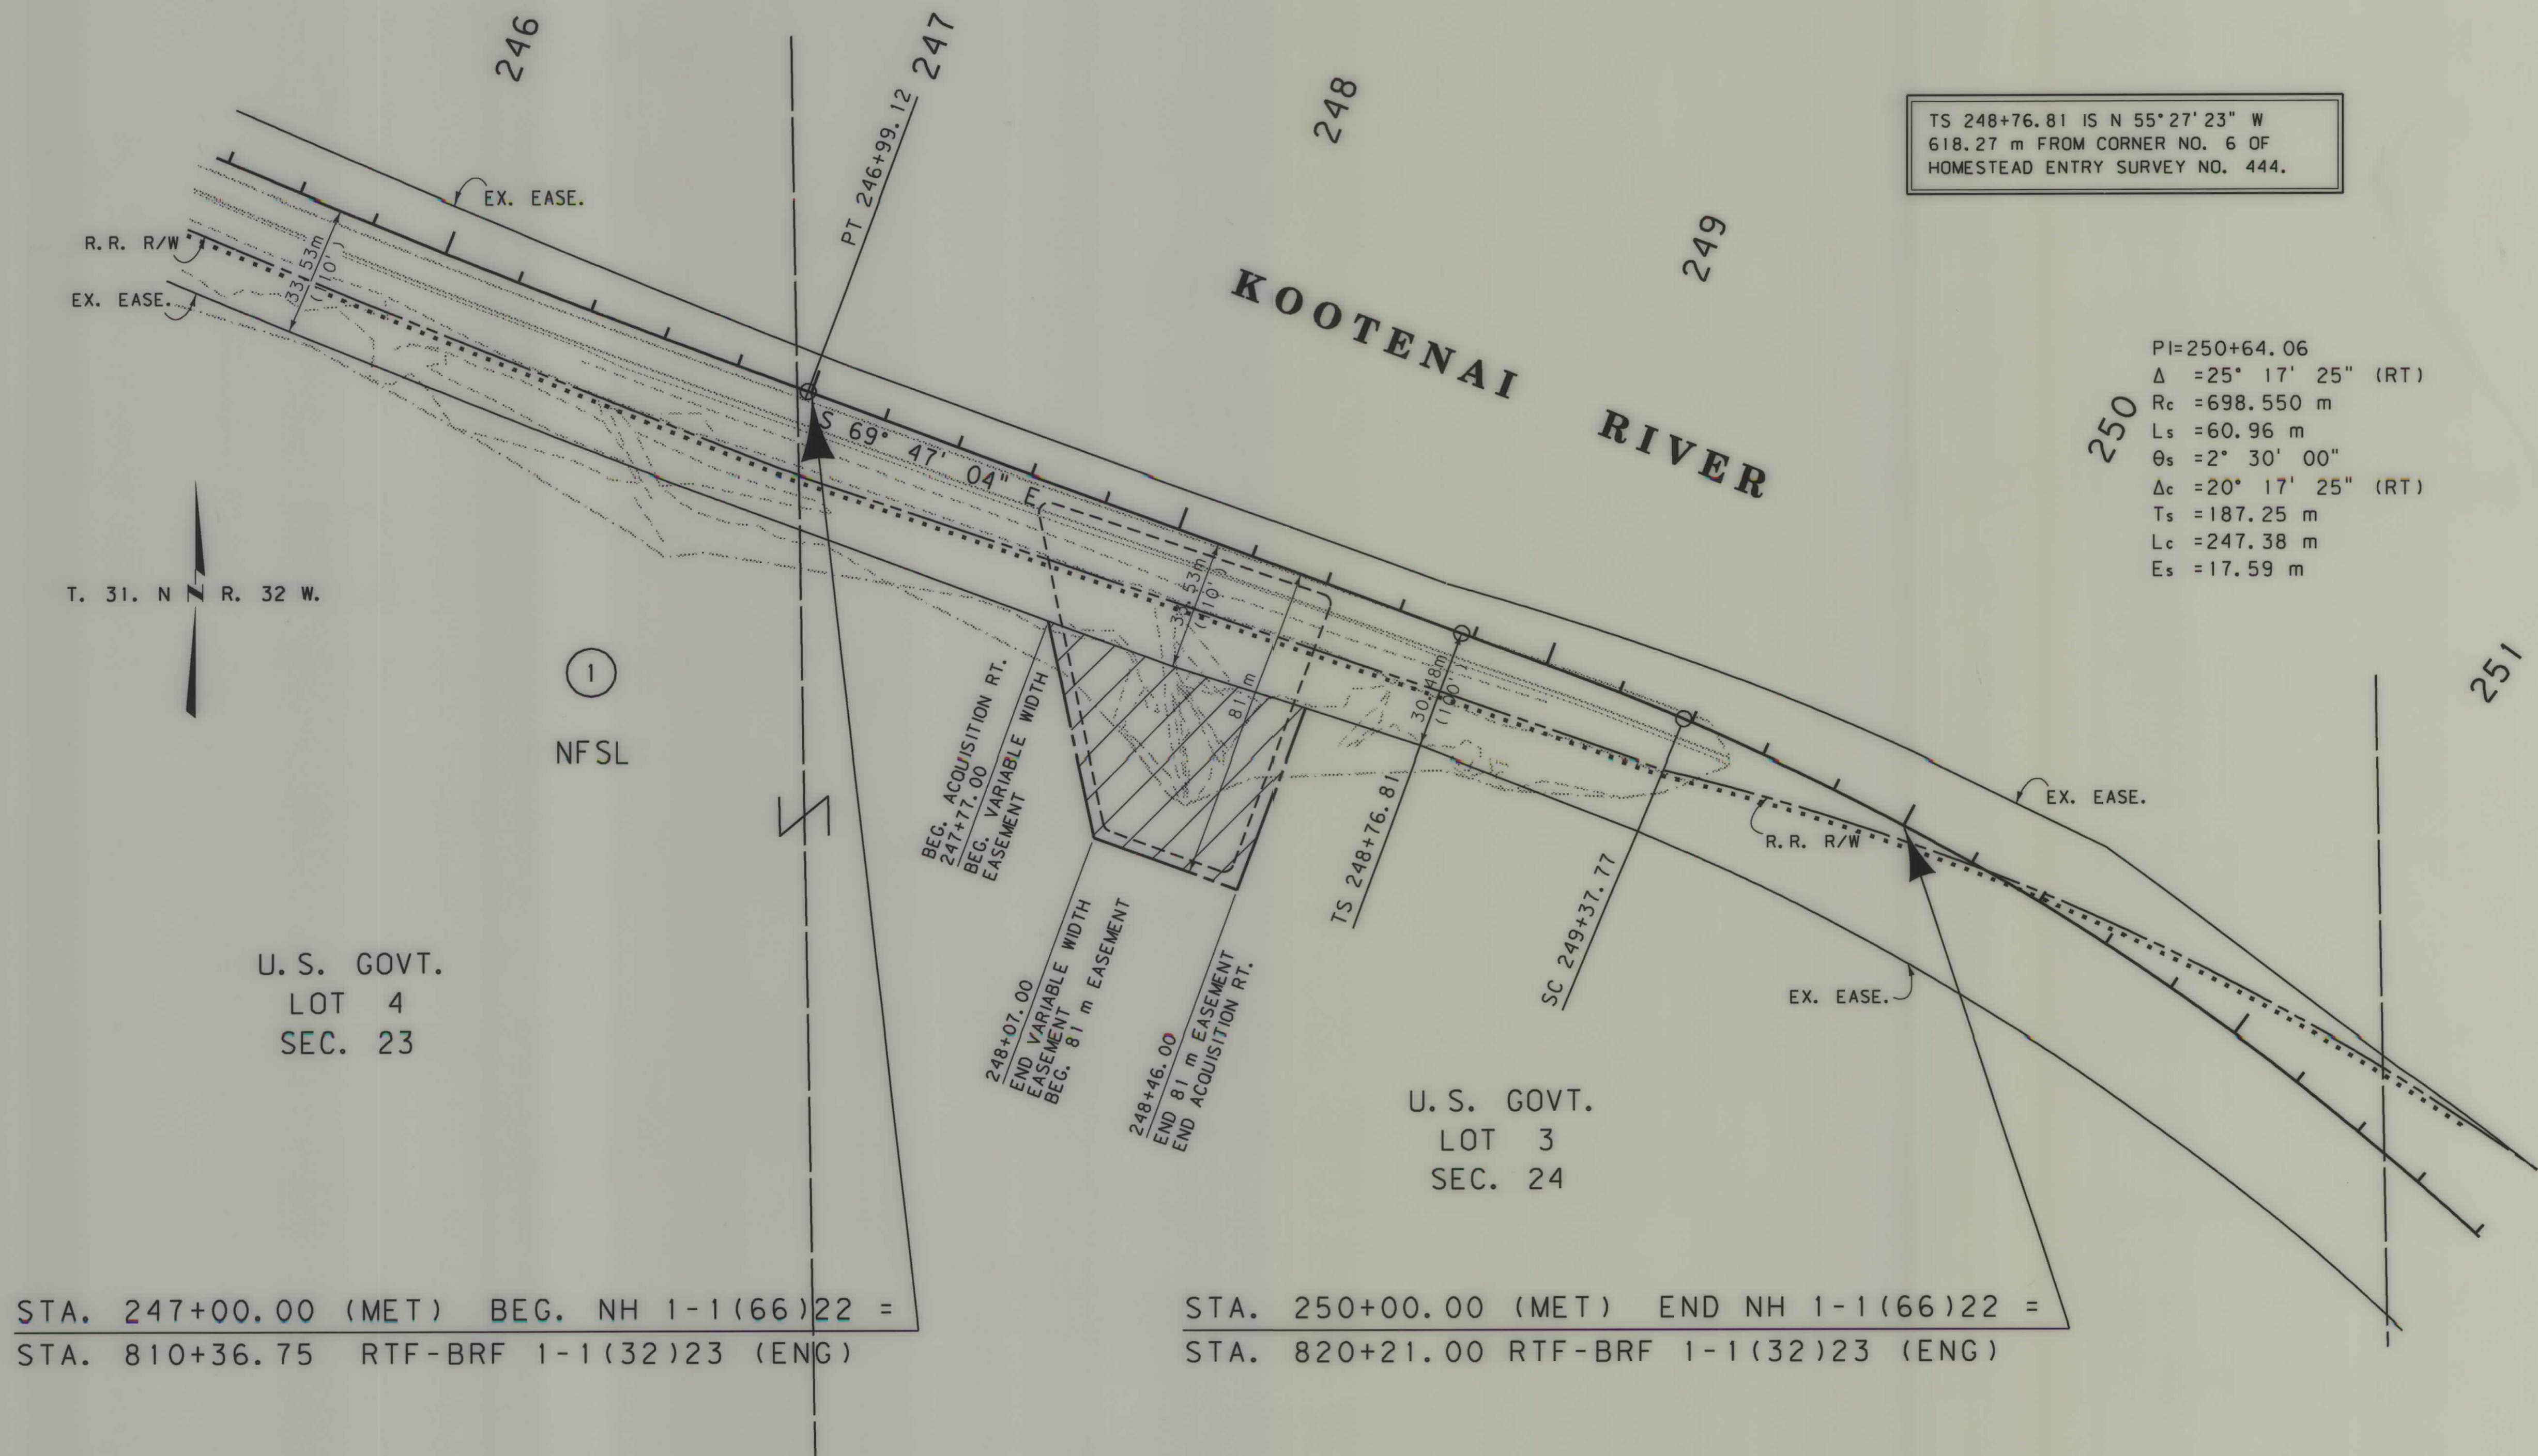 246
247
248
249
250
251
PT 246+99.12
EX. EASE.
R.R. R/W
EX. EASE.
33.53m
(110')
S 69° 47' 04" E
KOOTENAI RIVER
TS 248+76.81 IS N 55°27'23" W
618.27 m FROM CORNER NO. 6 OF
HOMESTEAD ENTRY SURVEY NO. 444.
PI=250+64.06
Δ =25° 17' 25" (RT)
Rc =698.550 m
Ls =60.96 m
θs =2° 30' 00"
Δc =20° 17' 25" (RT)
Ts =187.25 m
Lc =247.38 m
Es =17.59 m
T. 31. N N R. 32 W.
1
NFSL
33.53m
(110')
81 m
30.48m
(100')
BEG. ACQUISITION RT.
247+77.00
BEG. VARIABLE WIDTH
EASEMENT
248+07.00
END VARIABLE WIDTH
EASEMENT
BEG. 81 m EASEMENT
248+46.00
END 81 m EASEMENT
END ACQUISITION RT.
TS 248+76.81
SC 249+37.77
EX. EASE.
R.R. R/W
EX. EASE.
U.S. GOVT.
LOT 4
SEC. 23
U.S. GOVT.
LOT 3
SEC. 24
STA. 247+00.00 (MET) BEG. NH 1-1(66)22 =
STA. 810+36.75 RTF-BRF 1-1(32)23 (ENG)
STA. 250+00.00 (MET) END NH 1-1(66)22 =
STA. 820+21.00 RTF-BRF 1-1(32)23 (ENG)